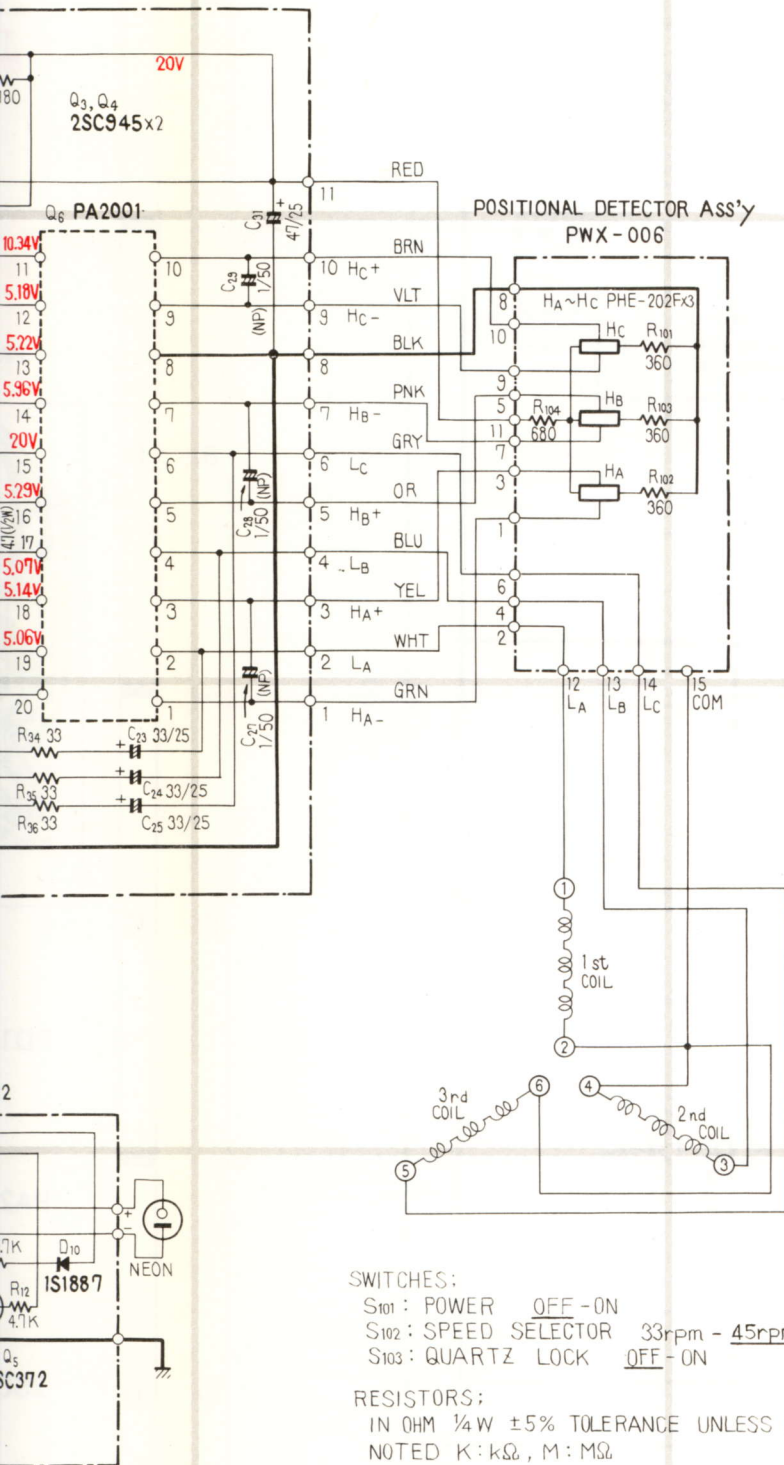 20V
180
Q3, Q4
2SC945x2
RED
11
Q6 PA2001
C31
+
47/25
POSITIONAL DETECTOR ASS'y
PWX-006
10.34V
11
10
C29
1/50
(NP)
10 HC+
BRN
8
HA~HC PHE-202Fx3
5.18V
12
9
9 HC-
VLT
10
HC
R101
360
5.22V
13
8
8
BLK
9
5.96V
14
7
7 HB-
PNK
5
R104
680
HB
R103
360
20V
15
6
6 LC
GRY
11
7
5.29V
16
5
C28
1/50 (NP)
5 HB+
OR
3
HA
R102
360
47(1/2W)
17
5.07V
4
4 LB
BLU
1
5.14V
18
3
3 HA+
YEL
6
5.06V
19
2
2 LA
WHT
4
2
20
1
C27
1/50
(NP)
1 HA-
GRN
12
LA
13
LB
14
LC
15
COM
R34 33
+
C23 33/25
R35 33
+
C24 33/25
R36 33
+
C25 33/25
1
1st
COIL
2
3rd
COIL
6
4
2nd
COIL
5
3
2
+
-
NEON
.7K
D10
1S1887
R12
4.7K
Q5
SC372
SWITCHES;
S101 : POWER OFF - ON
S102 : SPEED SELECTOR 33rpm - 45rpm
S103 : QUARTZ LOCK OFF - ON
RESISTORS;
IN OHM ¼W ±5% TOLERANCE UNLESS
NOTED K : kΩ, M : MΩ